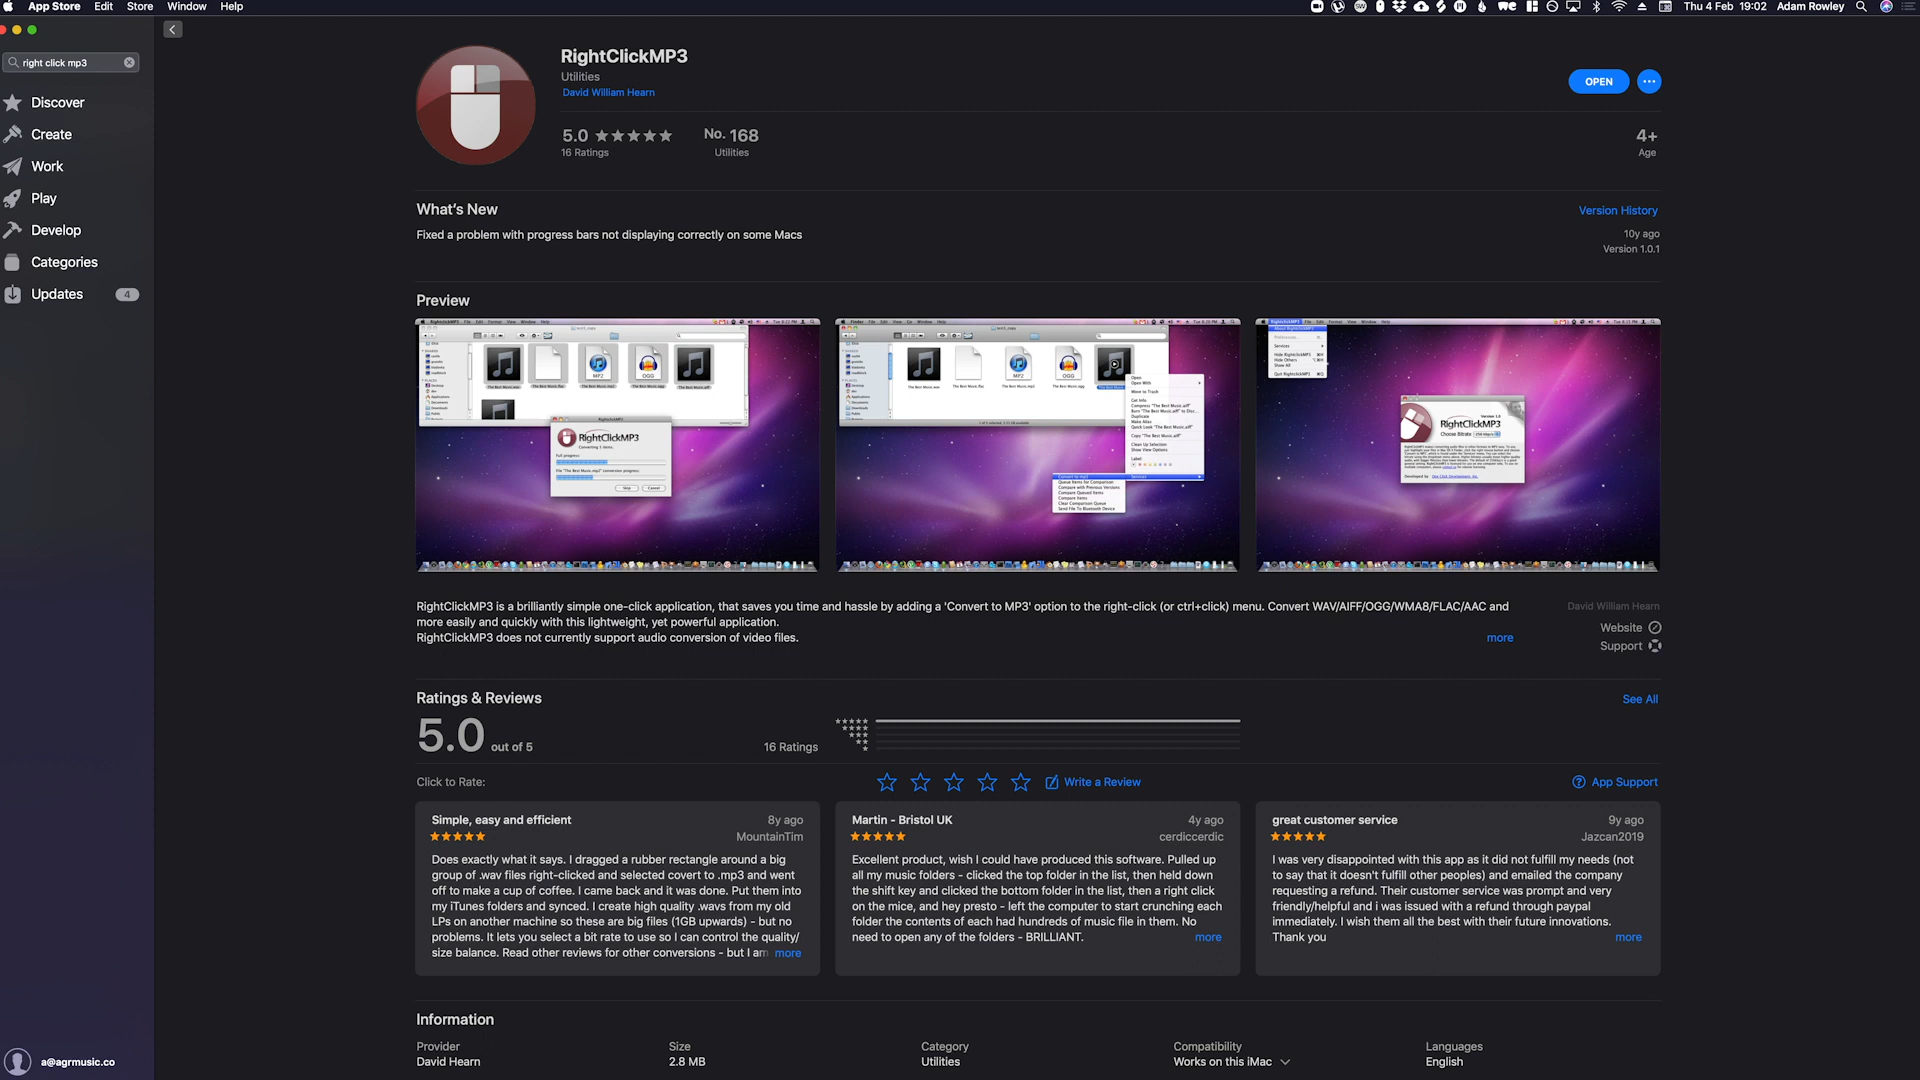 App Store Edit Store Window Help
Thu 4 Feb 19:02 Adam Rowley
right click mp3
Discover
Create
Work
Play
Develop
Categories
Updates 4
a@agrmusic.co
RightClickMP3
Utilities
David William Hearn
OPEN
5.0
16 Ratings
No. 168
Utilities
4+
Age
What's New
Version History
Fixed a problem with progress bars not displaying correctly on some Macs
10y ago
Version 1.0.1
Preview
RightClickMP3
RightClickMP3
Choose Bitrate
RightClickMP3 is a brilliantly simple one-click application, that saves you time and hassle by adding a 'Convert to MP3' option to the right-click (or ctrl+click) menu. Convert WAV/AIFF/OGG/WMA8/FLAC/AAC and
more easily and quickly with this lightweight, yet powerful application.
RightClickMP3 does not currently support audio conversion of video files.
more
David William Hearn
Website
Support
Ratings & Reviews
See All
5.0 out of 5
16 Ratings
Click to Rate:
Write a Review
App Support
Simple, easy and efficient
8y ago
MountainTim
Does exactly what it says. I dragged a rubber rectangle around a big
group of .wav files right-clicked and selected covert to .mp3 and went
off to make a cup of coffee. I came back and it was done. Put them into
my iTunes folders and synced. I create high quality .wavs from my old
LPs on another machine so these are big files (1GB upwards) - but no
problems. It lets you select a bit rate to use so I can control the quality/
size balance. Read other reviews for other conversions - but I am more
Martin - Bristol UK
4y ago
cerdiccerdic
Excellent product, wish I could have produced this software. Pulled up
all my music folders - clicked the top folder in the list, then held down
the shift key and clicked the bottom folder in the list, then a right click
on the mice, and hey presto - left the computer to start crunching each
folder the contents of each had hundreds of music file in them. No
need to open any of the folders - BRILLIANT.
more
great customer service
9y ago
Jazcan2019
I was very disappointed with this app as it did not fulfill my needs (not
to say that it doesn't fulfill other peoples) and emailed the company
requesting a refund. Their customer service was prompt and very
friendly/helpful and i was issued with a refund through paypal
immediately. I wish them all the best with their future innovations.
Thank you
more
Information
Provider
David Hearn
Size
2.8 MB
Category
Utilities
Compatibility
Works on this iMac
Languages
English